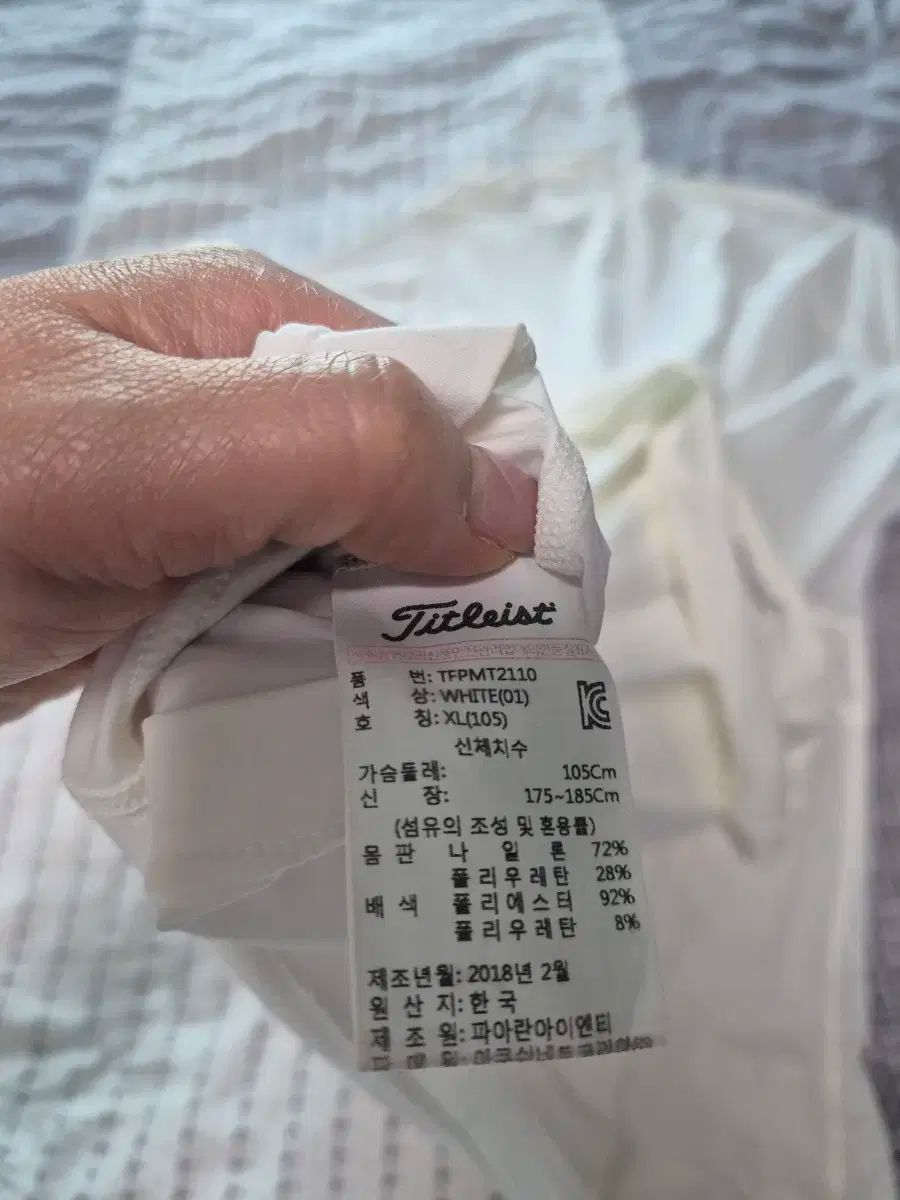 Titleist
품 번: TFPMT2110
색 상: WHITE(01)
호 칭: XL(105)
신체치수
가슴둘레: 105Cm
신 장: 175~185Cm
(섬유의 조성 및 혼용률)
몸 판 나 일 론 72%
폴 리 우 레 탄 28%
배 색 폴 리 에 스 터 92%
폴 리 우 레 탄 8%
제조년월: 2018년 2월
원 산 지: 한 국
제 조 원: 파아란아이엔티